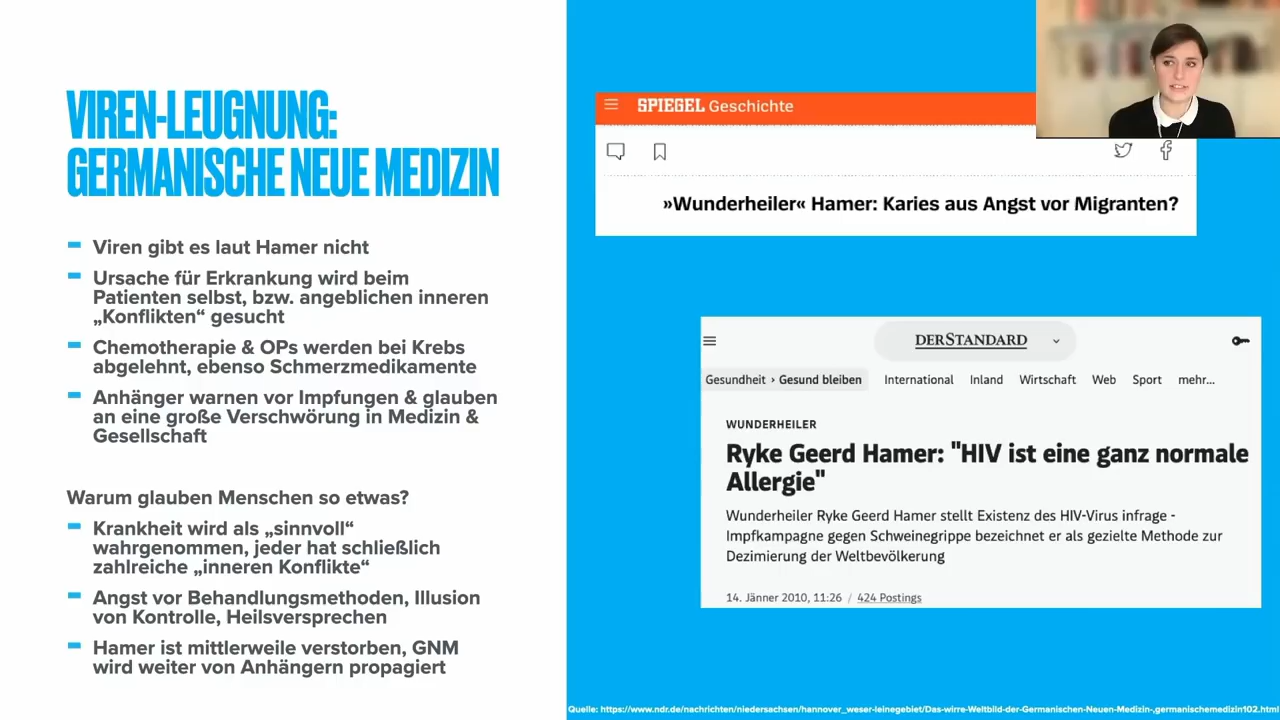 VIREN-LEUGNUNG:
GERMANISCHE NEUE MEDIZIN
Viren gibt es laut Hamer nicht
Ursache für Erkrankung wird beim
Patienten selbst, bzw. angeblichen inneren
„Konflikten“ gesucht
Chemotherapie & OPs werden bei Krebs
abgelehnt, ebenso Schmerzmedikamente
Anhänger warnen vor Impfungen & glauben
an eine große Verschwörung in Medizin &
Gesellschaft
Warum glauben Menschen so etwas?
Krankheit wird als „sinnvoll“
wahrgenommen, jeder hat schließlich
zahlreiche „inneren Konflikte“
Angst vor Behandlungsmethoden, Illusion
von Kontrolle, Heilsversprechen
Hamer ist mittlerweile verstorben, GNM
wird weiter von Anhängern propagiert
SPIEGEL Geschichte
»Wunderheiler« Hamer: Karies aus Angst vor Migranten?
DERSTANDARD
Gesundheit › Gesund bleiben International Inland Wirtschaft Web Sport mehr...
WUNDERHEILER
Ryke Geerd Hamer: "HIV ist eine ganz normale
Allergie"
Wunderheiler Ryke Geerd Hamer stellt Existenz des HIV-Virus infrage -
Impfkampagne gegen Schweinegrippe bezeichnet er als gezielte Methode zur
Dezimierung der Weltbevölkerung
14. Jänner 2010, 11:26 / 424 Postings
Quelle: https://www.ndr.de/nachrichten/niedersachsen/hannover_weser-leinegebiet/Das-wirre-Weltbild-der-Germanischen-Neuen-Medizin-,germanischemedizin102.html